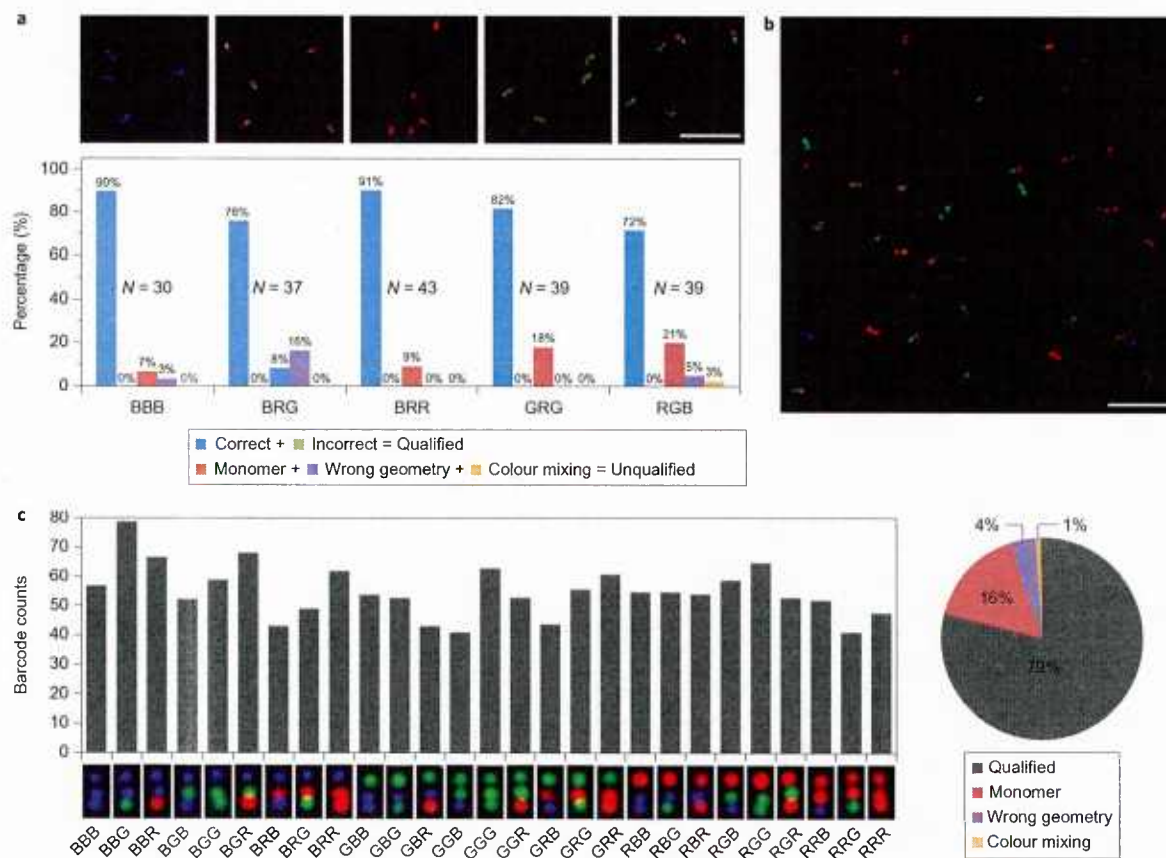 a
b
100
80
60
40
20
0
Percentage (%)
90%
0%
7%
3%
0%
N = 30
76%
0%
8%
16%
0%
N = 37
91%
0%
9%
0%
0%
N = 43
82%
0%
18%
0%
0%
N = 39
72%
0%
21%
5%
3%
N = 39
BBB BRG BRR GRG RGB
Correct + Incorrect = Qualified
Monomer + Wrong geometry + Colour mixing = Unqualified
c
80
70
60
50
40
30
20
10
0
Barcode counts
BBB BBG BBR BGB BGG BGR BRB BRG BRR GBB GBG GBR GGB GGG GGR GRB GRG GRR RBB RBG RBR RGB RGG RGR RRB RRG RRR
4% 1%
16%
79%
Qualified
Monomer
Wrong geometry
Colour mixing